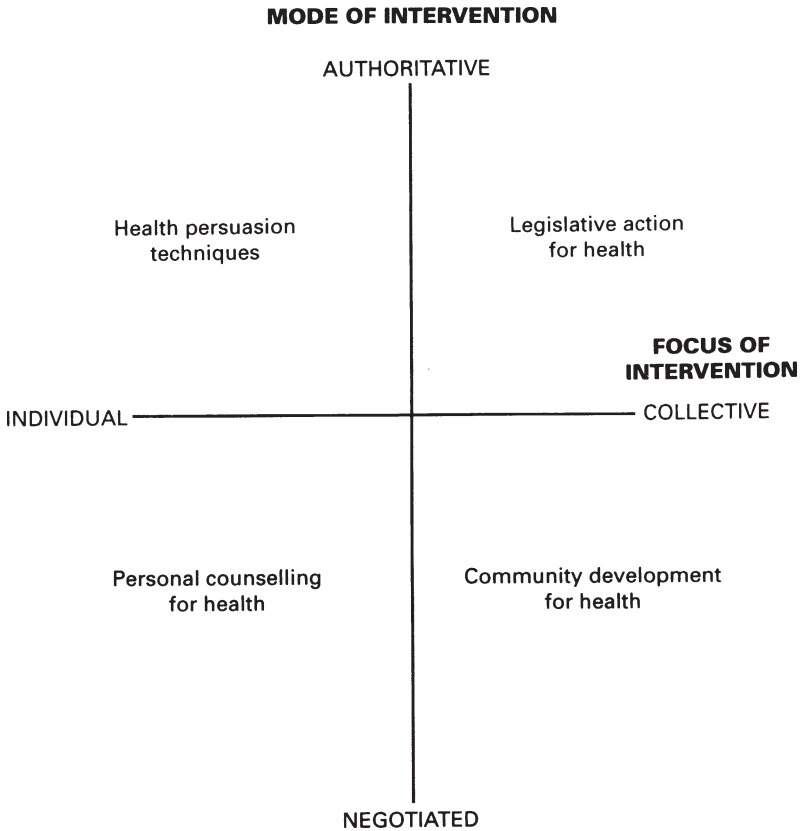 MODE OF INTERVENTION
AUTHORITATIVE
Health persuasion
techniques
Legislative action
for health
FOCUS OF
INTERVENTION
INDIVIDUAL
COLLECTIVE
Personal counselling
for health
Community development
for health
NEGOTIATED